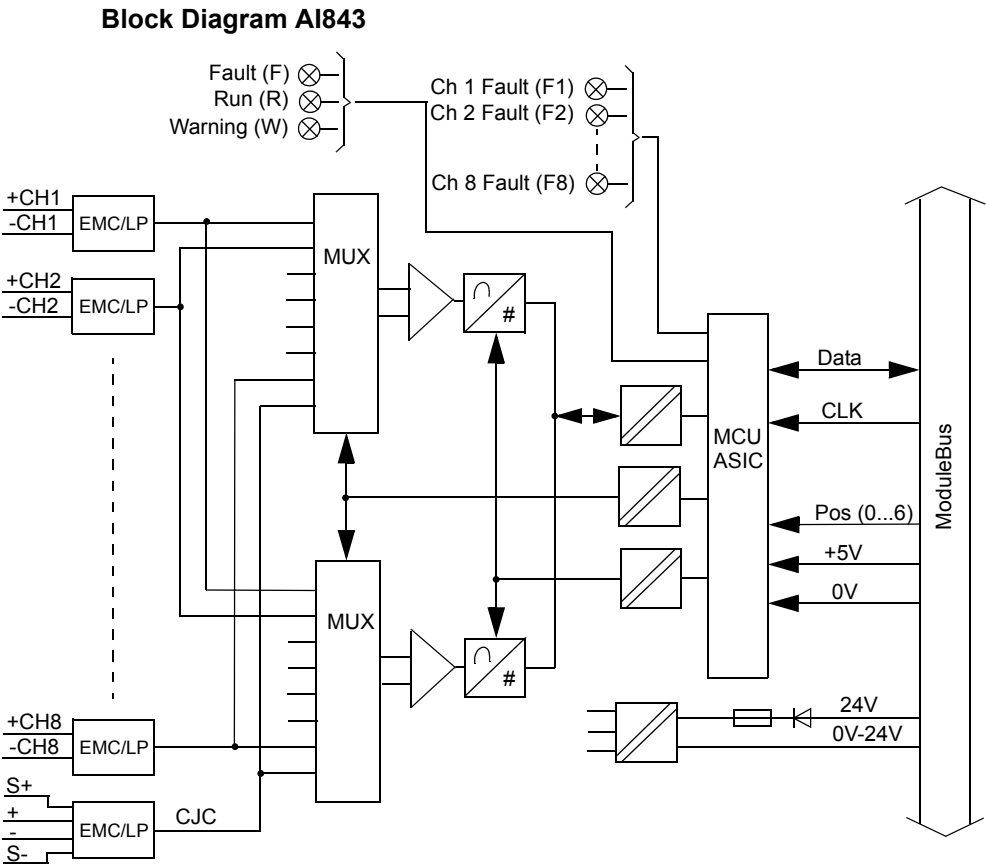 Block Diagram AI843
Fault (F)
Run (R)
Warning (W)
Ch 1 Fault (F1)
Ch 2 Fault (F2)
Ch 8 Fault (F8)
+CH1
-CH1
EMC/LP
MUX
+CH2
-CH2
EMC/LP
#
Data
CLK
MCU
ASIC
ModuleBus
Pos (0...6)
+5V
0V
MUX
#
24V
0V-24V
+CH8
-CH8
EMC/LP
S+
+
-
S-
EMC/LP
CJC